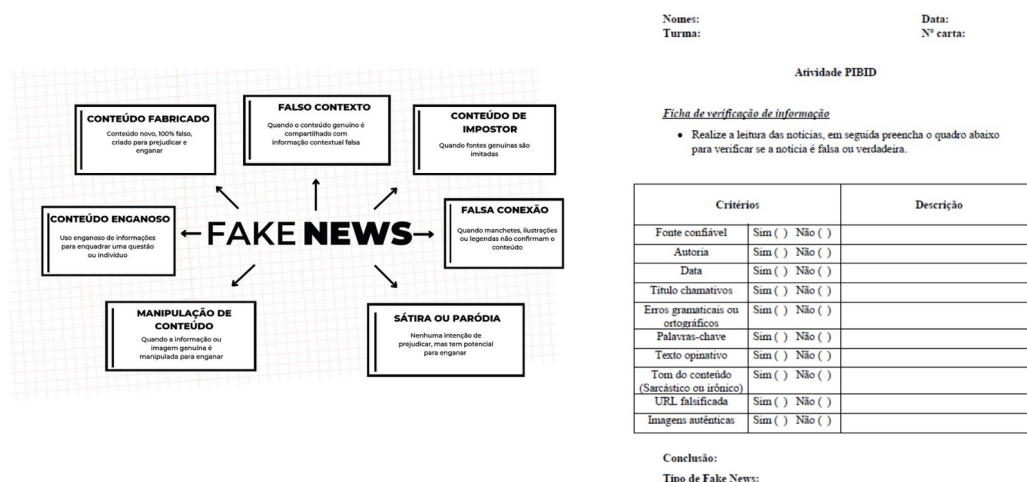 CONTEÚDO FABRICADO
Conteúdo novo, 100% falso,
criado para prejudicar e
enganar
FALSO CONTEXTO
Quando o conteúdo genuíno é
compartilhado com
informação contextual falsa
CONTEÚDO DE
IMPOSTOR
Quando fontes genuínas são
imitadas
CONTEÚDO ENGANOSO
Uso enganoso de informações
para enquadrar uma questão
ou indivíduo
FAKE NEWS
FALSA CONEXÃO
Quando manchetes, ilustrações
ou legendas não confirmam o
conteúdo
MANIPULAÇÃO DE
CONTEÚDO
Quando a informação ou
imagem genuína é
manipulada para enganar
SÁTIRA OU PARÓDIA
Nenhuma intenção de
prejudicar, mas tem potencial
para enganar
Nomes: Data:
Turma: Nº carta:
Atividade PIBID
Ficha de verificação de informação
• Realize a leitura das notícias, em seguida preencha o quadro abaixo
para verificar se a notícia é falsa ou verdadeira.
Critérios Descrição
Fonte confiável Sim ( ) Não ( )
Autoria Sim ( ) Não ( )
Data Sim ( ) Não ( )
Título chamativos Sim ( ) Não ( )
Erros gramaticais ou Sim ( ) Não ( )
ortográficos
Palavras-chave Sim ( ) Não ( )
Texto opinativo Sim ( ) Não ( )
Tom do conteúdo Sim ( ) Não ( )
(Sarcástico ou irônico)
URL falsificada Sim ( ) Não ( )
Imagens autênticas Sim ( ) Não ( )
Conclusão:
Tipo de Fake News: